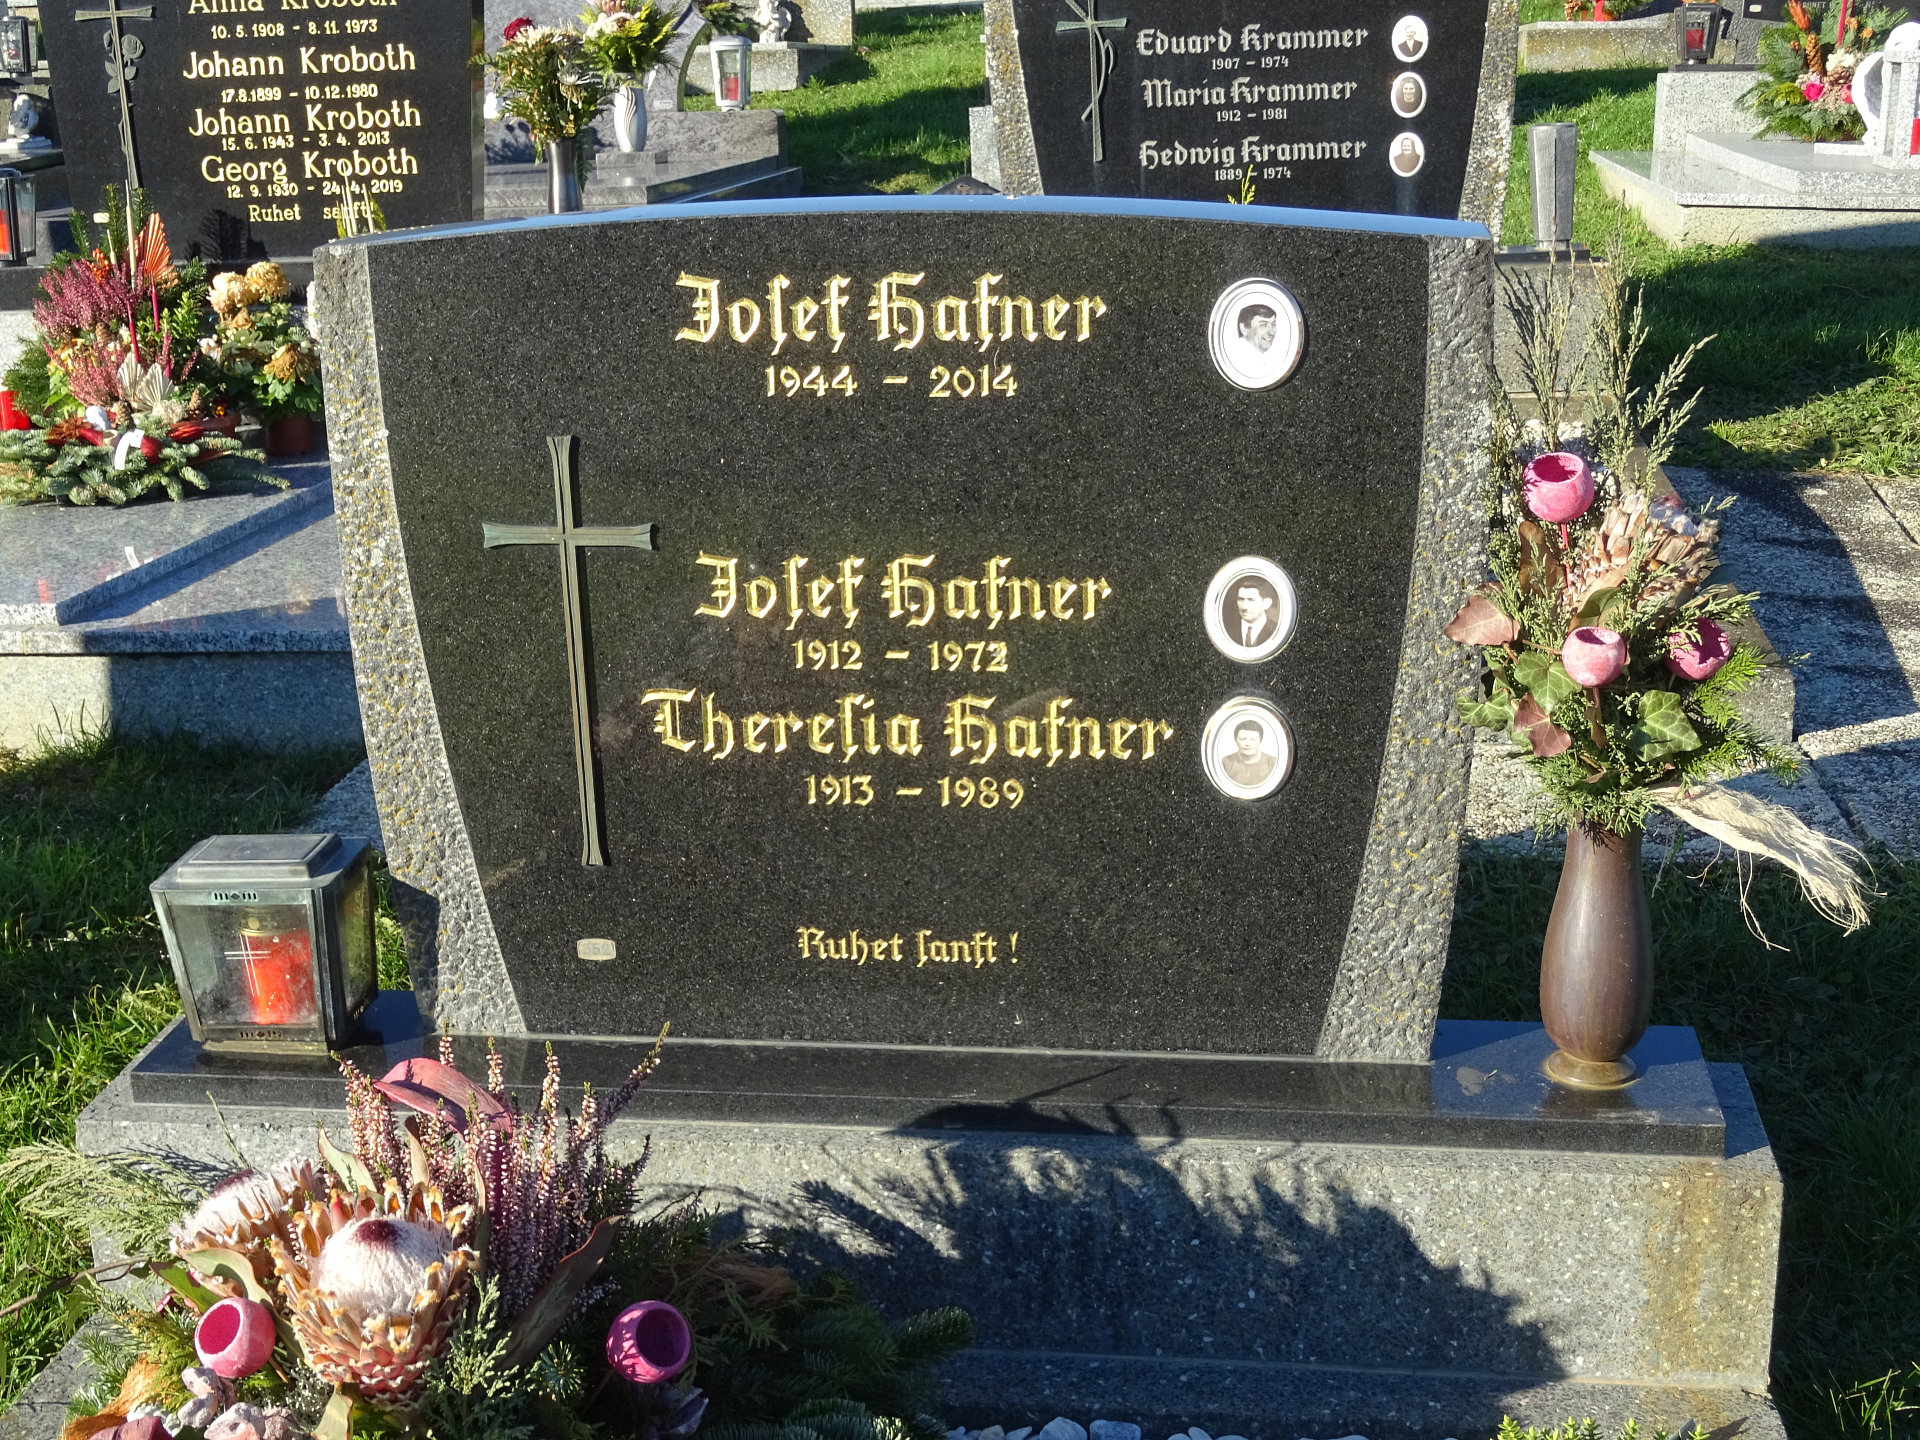 Anna Kroboth
10. 5. 1908 - 8. 11. 1973
Johann Kroboth
17.8.1899 - 10.12.1980
Johann Kroboth
15. 6. 1943 - 3. 4. 2013
Georg Kroboth
12. 9. 1930 - 24. 4. 2019
Ruhet sanft!
Eduard Krammer
1907 - 1974
Maria Krammer
1912 - 1981
Hedwig Krammer
1889 - 1974
Josef Hafner
1944 - 2014
Josef Hafner
1912 - 1972
Theresia Hafner
1913 - 1989
Ruhet sanft !